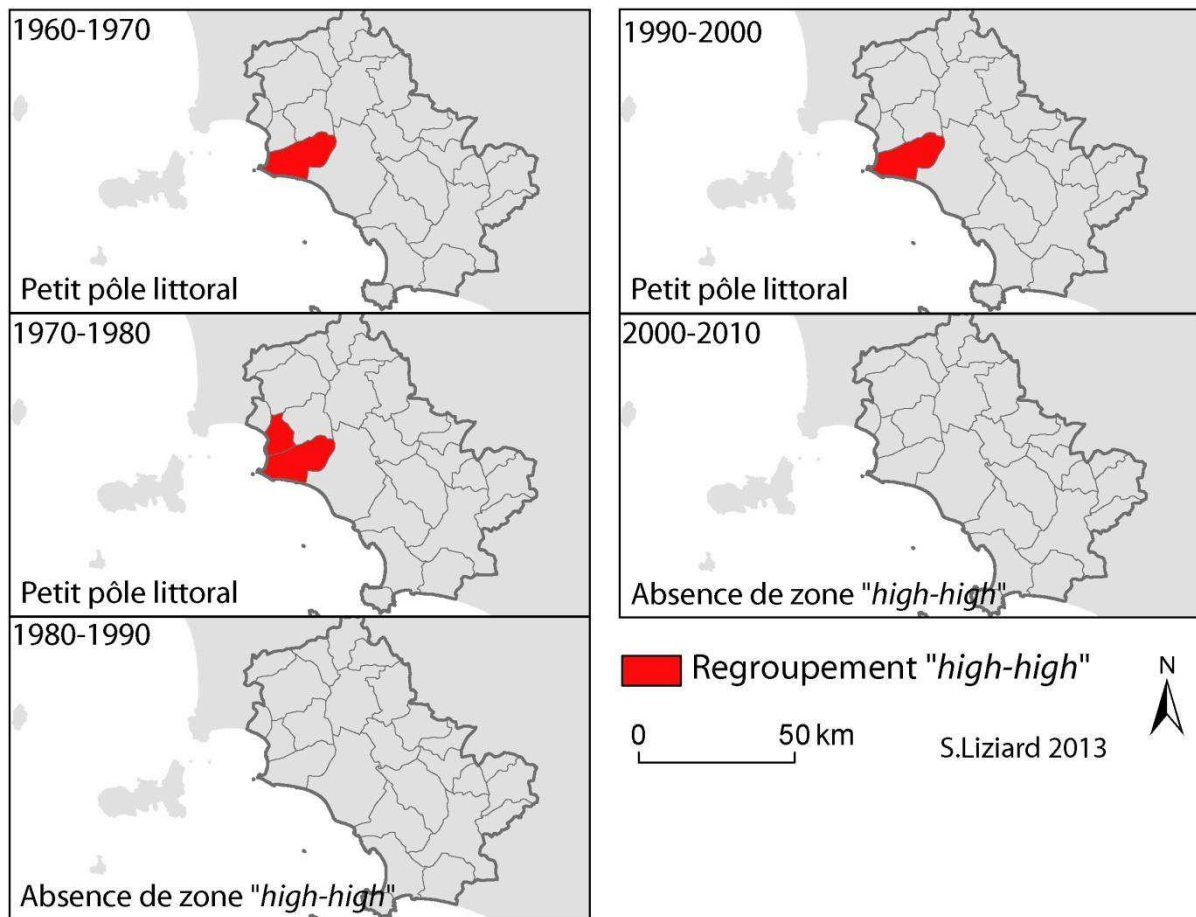 1960-1970
Petit pôle littoral
1970-1980
Petit pôle littoral
1980-1990
Absence de zone "high-high"
1990-2000
Petit pôle littoral
2000-2010
Absence de zone "high-high"
Regroupement "high-high"
0 50 km
S.Liziard 2013
N